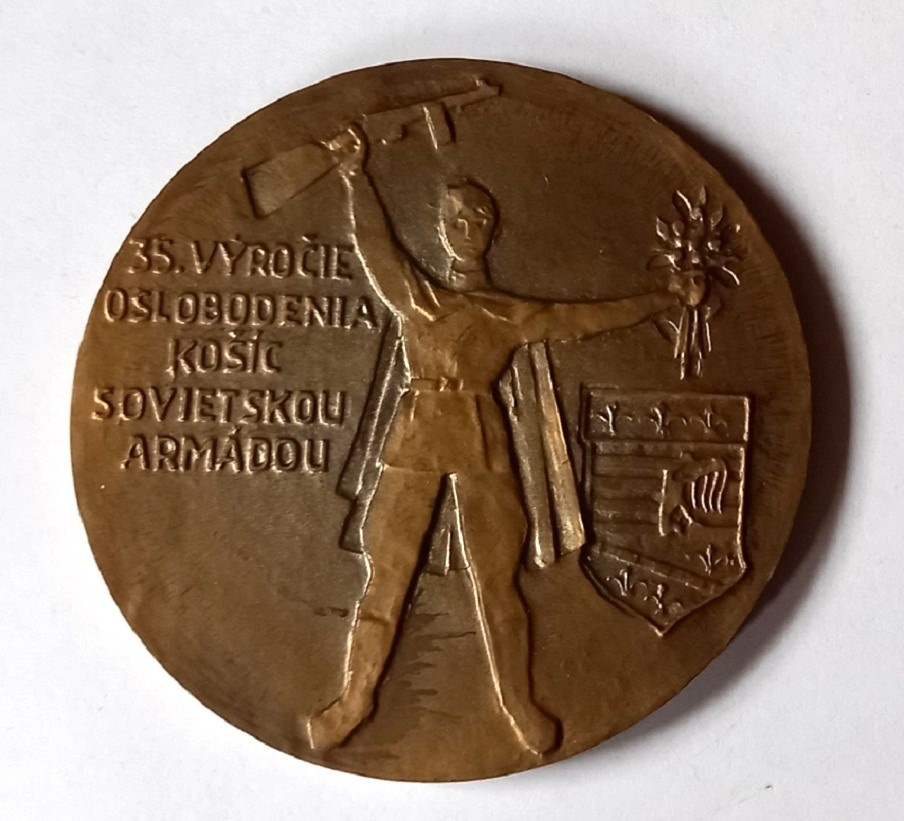 35. VÝROČIE
OSLOBODENIA
KOŠÍC
SOVIETSKOU
ARMÁDOU